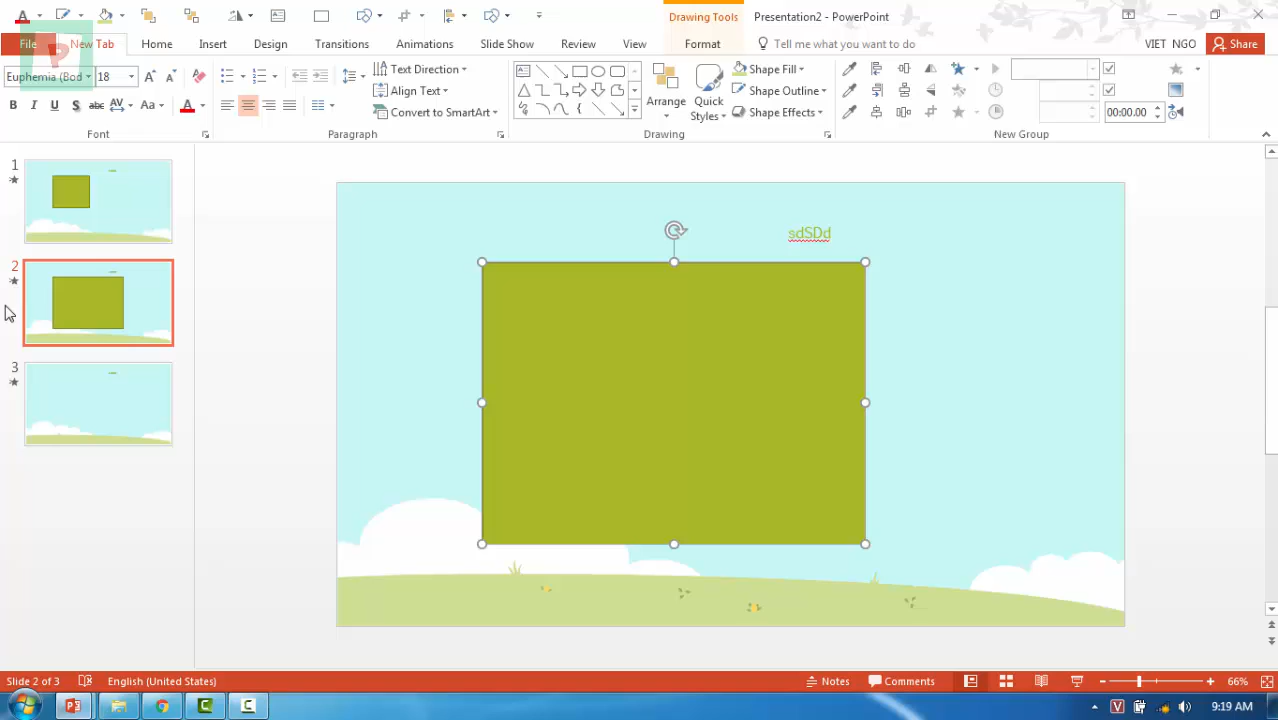 Drawing Tools
Presentation2 - PowerPoint
File
New Tab
Home
Insert
Design
Transitions
Animations
Slide Show
Review
View
Format
Tell me what you want to do
VIET NGO
Share
Euphemia (Bod
18
Text Direction
Align Text
Convert to SmartArt
Arrange
Quick
Styles
Shape Fill
Shape Outline
Shape Effects
00:00.00
Font
Paragraph
Drawing
New Group
1
2
3
sdSDd
Slide 2 of 3
English (United States)
Notes
Comments
66%
9:19 AM